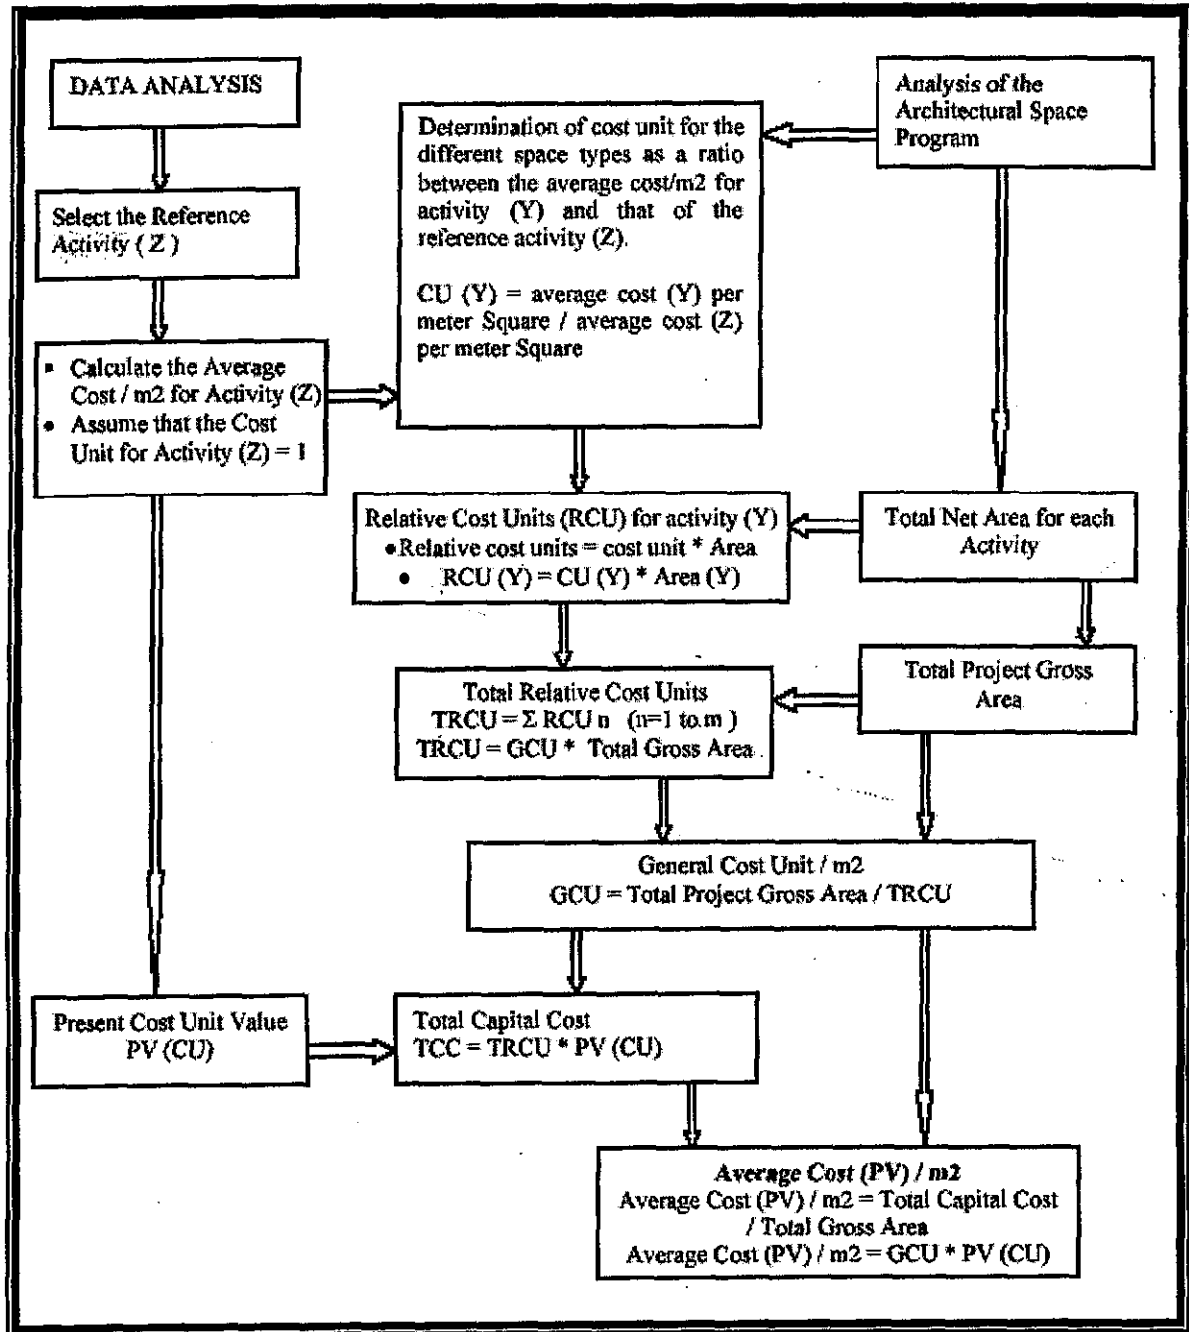 DATA ANALYSIS
Analysis of the
Architectural Space
Program
Determination of cost unit for the
different space types as a ratio
between the average cost/m2 for
activity (Y) and that of the
reference activity (Z).
CU (Y) = average cost (Y) per
meter Square / average cost (Z)
per meter Square
Select the Reference
Activity ( Z )
▪ Calculate the Average
Cost / m2 for Activity (Z)
• Assume that the Cost
Unit for Activity (Z) = 1
Relative Cost Units (RCU) for activity (Y)
•Relative cost units = cost unit * Area
• RCU (Y) = CU (Y) * Area (Y)
Total Net Area for each
Activity
Total Relative Cost Units
TRCU = Σ RCU n (n=1 to m )
TRCU = GCU * Total Gross Area
Total Project Gross
Area
General Cost Unit / m2
GCU = Total Project Gross Area / TRCU
Present Cost Unit Value
PV (CU)
Total Capital Cost
TCC = TRCU * PV (CU)
Average Cost (PV) / m2
Average Cost (PV) / m2 = Total Capital Cost
/ Total Gross Area
Average Cost (PV) / m2 = GCU * PV (CU)